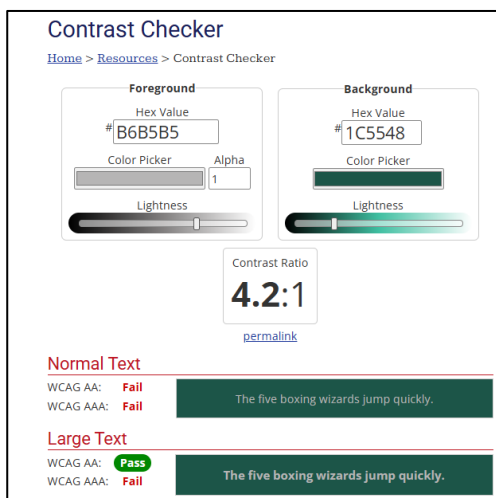 Contrast Checker
Home > Resources > Contrast Checker
Foreground
Hex Value
# B6B5B5
Color Picker Alpha
1
Lightness
Background
Hex Value
# 1C5548
Color Picker
Lightness
Contrast Ratio
4.2:1
permalink
Normal Text
WCAG AA: Fail
WCAG AAA: Fail
The five boxing wizards jump quickly.
Large Text
WCAG AA: Pass
WCAG AAA: Fail
The five boxing wizards jump quickly.